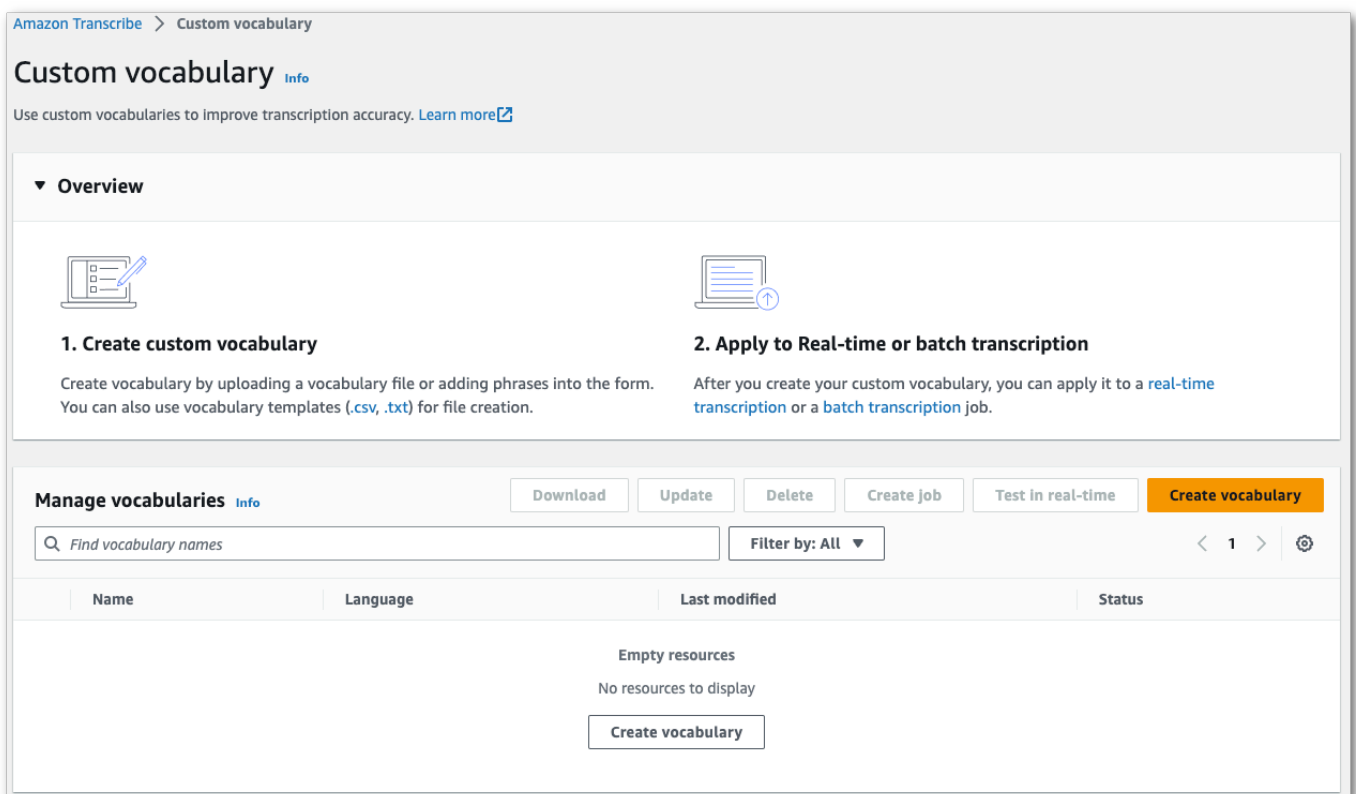 Amazon Transcribe > Custom vocabulary
Custom vocabulary Info
Use custom vocabularies to improve transcription accuracy. Learn more
Overview
1. Create custom vocabulary
Create vocabulary by uploading a vocabulary file or adding phrases into the form.
You can also use vocabulary templates (.csv, .txt) for file creation.
2. Apply to Real-time or batch transcription
After you create your custom vocabulary, you can apply it to a real-time
transcription or a batch transcription job.
Manage vocabularies Info
Download Update Delete Create job Test in real-time Create vocabulary
Find vocabulary names Filter by: All 1
Name Language Last modified Status
Empty resources
No resources to display
Create vocabulary